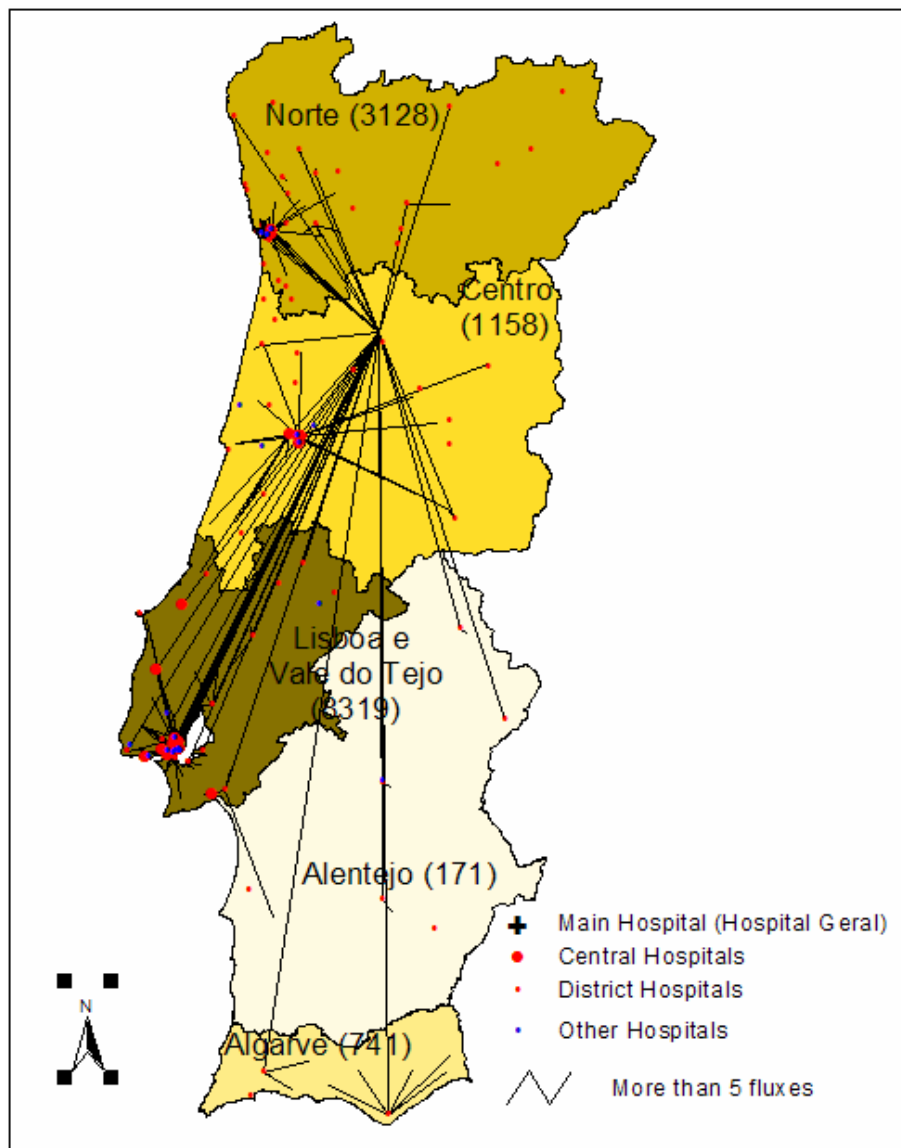 Norte (3128)
Centro
(1158)
Lisboa e
Vale do Tejo
Alentejo (171)
Algarve (741)
Main Hospital (Hospital Geral)
Central Hospitals
District Hospitals
Other Hospitals
More than 5 fluxes
N